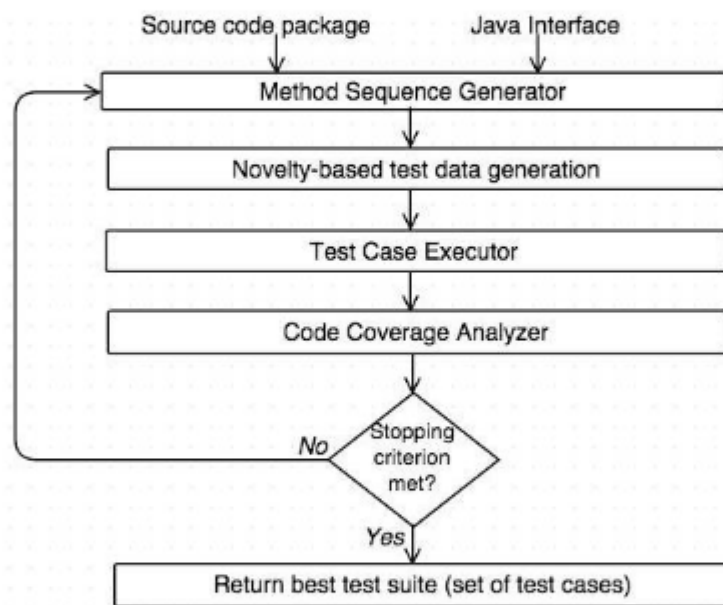 Source code package
Java Interface
Method Sequence Generator
Novelty-based test data generation
Test Case Executor
Code Coverage Analyzer
Stopping
criterion
met?
No
Yes
Return best test suite (set of test cases)